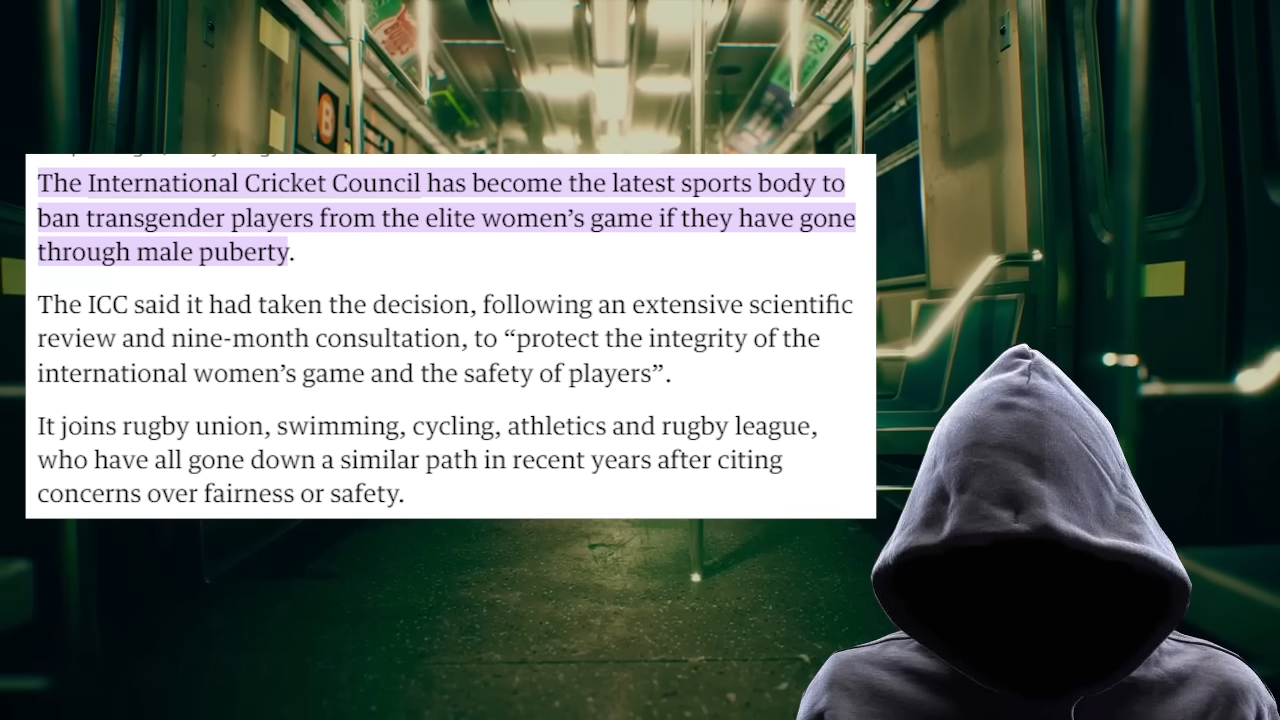 B
The International Cricket Council has become the latest sports body to
ban transgender players from the elite women’s game if they have gone
through male puberty.
The ICC said it had taken the decision, following an extensive scientific
review and nine-month consultation, to “protect the integrity of the
international women’s game and the safety of players”.
It joins rugby union, swimming, cycling, athletics and rugby league,
who have all gone down a similar path in recent years after citing
concerns over fairness or safety.